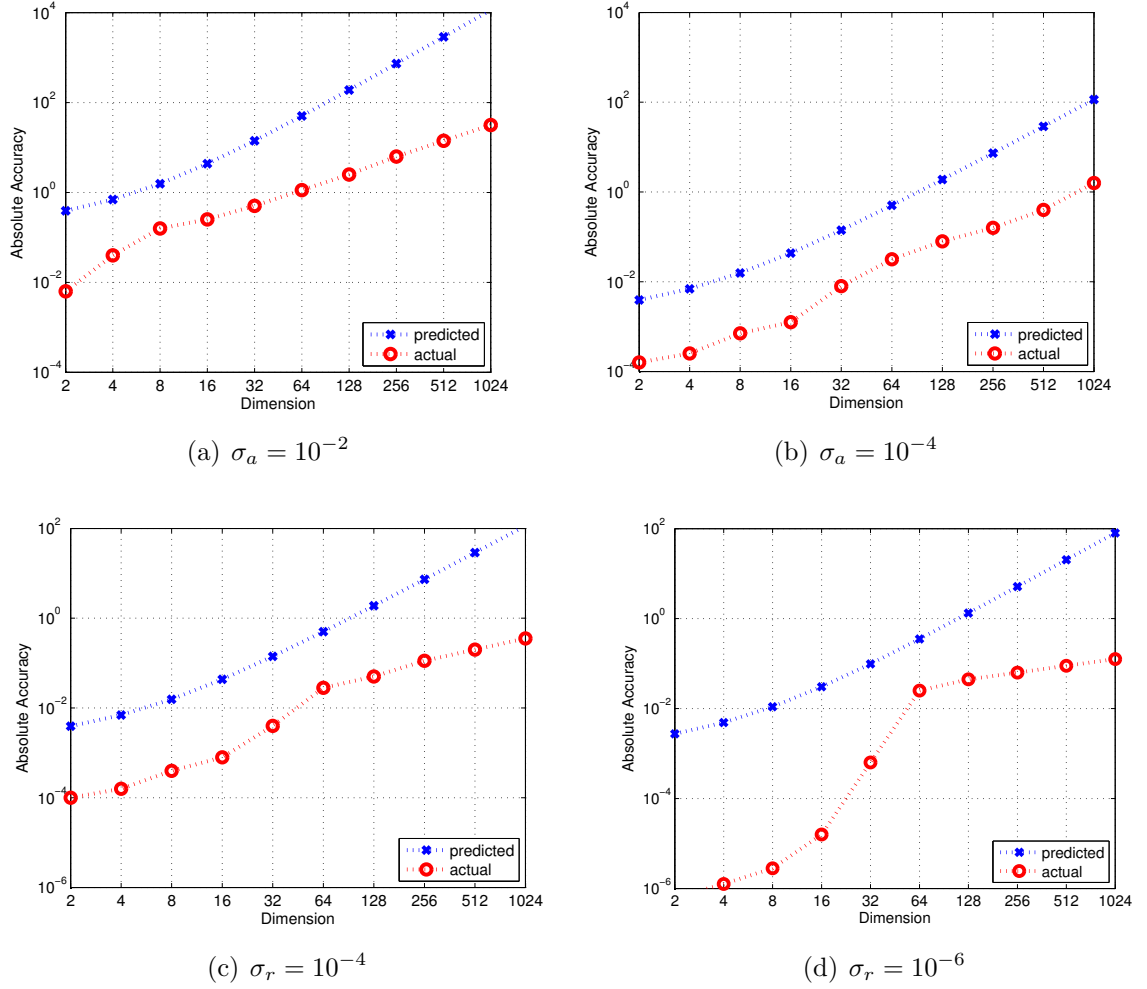 10^4
10^2
10^0
10^-2
10^-4
Absolute Accuracy
predicted
actual
2 4 8 16 32 64 128 256 512 1024
Dimension
(a) σ_a = 10^-2
10^4
10^2
10^0
10^-2
10^-4
Absolute Accuracy
predicted
actual
2 4 8 16 32 64 128 256 512 1024
Dimension
(b) σ_a = 10^-4
10^2
10^0
10^-2
10^-4
10^-6
Absolute Accuracy
predicted
actual
2 4 8 16 32 64 128 256 512 1024
Dimension
(c) σ_r = 10^-4
10^2
10^0
10^-2
10^-4
10^-6
Absolute Accuracy
predicted
actual
2 4 8 16 32 64 128 256 512 1024
Dimension
(d) σ_r = 10^-6